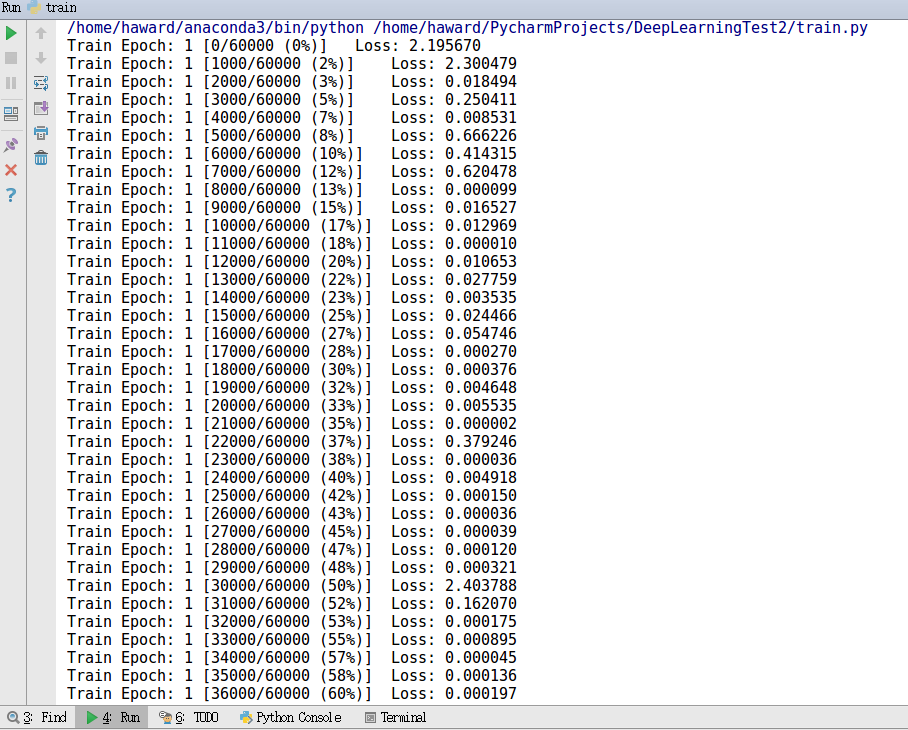 Run train
/home/haward/anaconda3/bin/python /home/haward/PycharmProjects/DeepLearningTest2/train.py
Train Epoch: 1 [0/60000 (0%)]   Loss: 2.195670
Train Epoch: 1 [1000/60000 (2%)]    Loss: 2.300479
Train Epoch: 1 [2000/60000 (3%)]    Loss: 0.018494
Train Epoch: 1 [3000/60000 (5%)]    Loss: 0.250411
Train Epoch: 1 [4000/60000 (7%)]    Loss: 0.008531
Train Epoch: 1 [5000/60000 (8%)]    Loss: 0.666226
Train Epoch: 1 [6000/60000 (10%)]   Loss: 0.414315
Train Epoch: 1 [7000/60000 (12%)]   Loss: 0.620478
Train Epoch: 1 [8000/60000 (13%)]   Loss: 0.000099
Train Epoch: 1 [9000/60000 (15%)]   Loss: 0.016527
Train Epoch: 1 [10000/60000 (17%)]  Loss: 0.012969
Train Epoch: 1 [11000/60000 (18%)]  Loss: 0.000010
Train Epoch: 1 [12000/60000 (20%)]  Loss: 0.010653
Train Epoch: 1 [13000/60000 (22%)]  Loss: 0.027759
Train Epoch: 1 [14000/60000 (23%)]  Loss: 0.003535
Train Epoch: 1 [15000/60000 (25%)]  Loss: 0.024466
Train Epoch: 1 [16000/60000 (27%)]  Loss: 0.054746
Train Epoch: 1 [17000/60000 (28%)]  Loss: 0.000270
Train Epoch: 1 [18000/60000 (30%)]  Loss: 0.000376
Train Epoch: 1 [19000/60000 (32%)]  Loss: 0.004648
Train Epoch: 1 [20000/60000 (33%)]  Loss: 0.005535
Train Epoch: 1 [21000/60000 (35%)]  Loss: 0.000002
Train Epoch: 1 [22000/60000 (37%)]  Loss: 0.379246
Train Epoch: 1 [23000/60000 (38%)]  Loss: 0.000036
Train Epoch: 1 [24000/60000 (40%)]  Loss: 0.004918
Train Epoch: 1 [25000/60000 (42%)]  Loss: 0.000150
Train Epoch: 1 [26000/60000 (43%)]  Loss: 0.000036
Train Epoch: 1 [27000/60000 (45%)]  Loss: 0.000039
Train Epoch: 1 [28000/60000 (47%)]  Loss: 0.000120
Train Epoch: 1 [29000/60000 (48%)]  Loss: 0.000321
Train Epoch: 1 [30000/60000 (50%)]  Loss: 2.403788
Train Epoch: 1 [31000/60000 (52%)]  Loss: 0.162070
Train Epoch: 1 [32000/60000 (53%)]  Loss: 0.000175
Train Epoch: 1 [33000/60000 (55%)]  Loss: 0.000895
Train Epoch: 1 [34000/60000 (57%)]  Loss: 0.000045
Train Epoch: 1 [35000/60000 (58%)]  Loss: 0.000136
Train Epoch: 1 [36000/60000 (60%)]  Loss: 0.000197
3: Find 4: Run 6: TODO Python Console Terminal